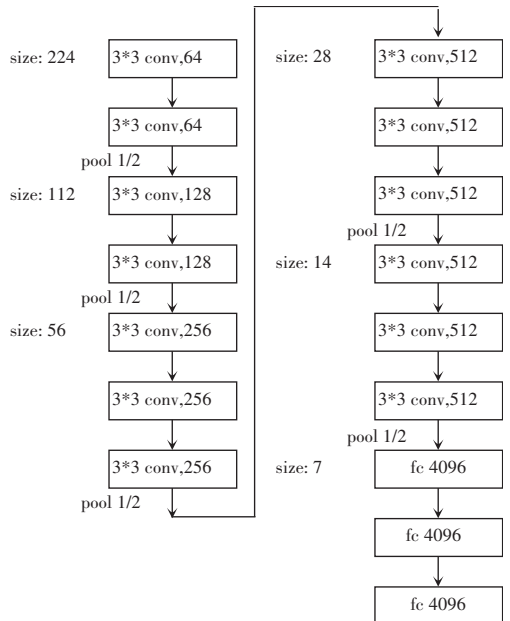 size: 224
3*3 conv,64
3*3 conv,64
pool 1/2
size: 112
3*3 conv,128
3*3 conv,128
pool 1/2
size: 56
3*3 conv,256
3*3 conv,256
3*3 conv,256
pool 1/2
size: 28
3*3 conv,512
3*3 conv,512
3*3 conv,512
pool 1/2
size: 14
3*3 conv,512
3*3 conv,512
3*3 conv,512
pool 1/2
size: 7
fc 4096
fc 4096
fc 4096